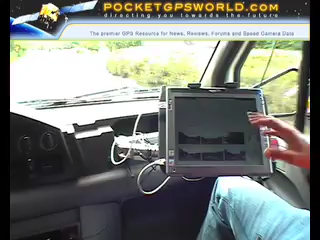 POCKETGPSWORLD.COM
directing you towards the future
The premier GPS Resource for News, Reviews, Forums and Speed Camera Data